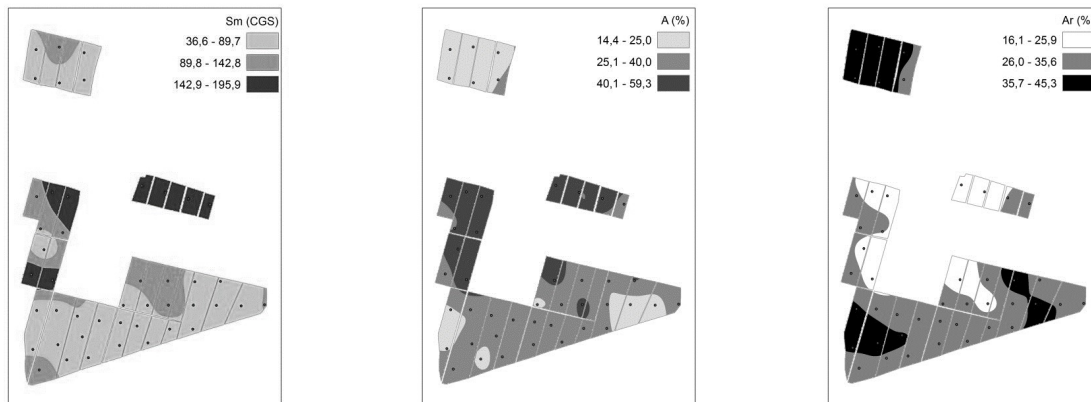 Sm (CGS)
36,6 - 89,7
89,8 - 142,8
142,9 - 195,9
A (%)
14,4 - 25,0
25,1 - 40,0
40,1 - 59,3
Ar (%
16,1 - 25,9
26,0 - 35,6
35,7 - 45,3